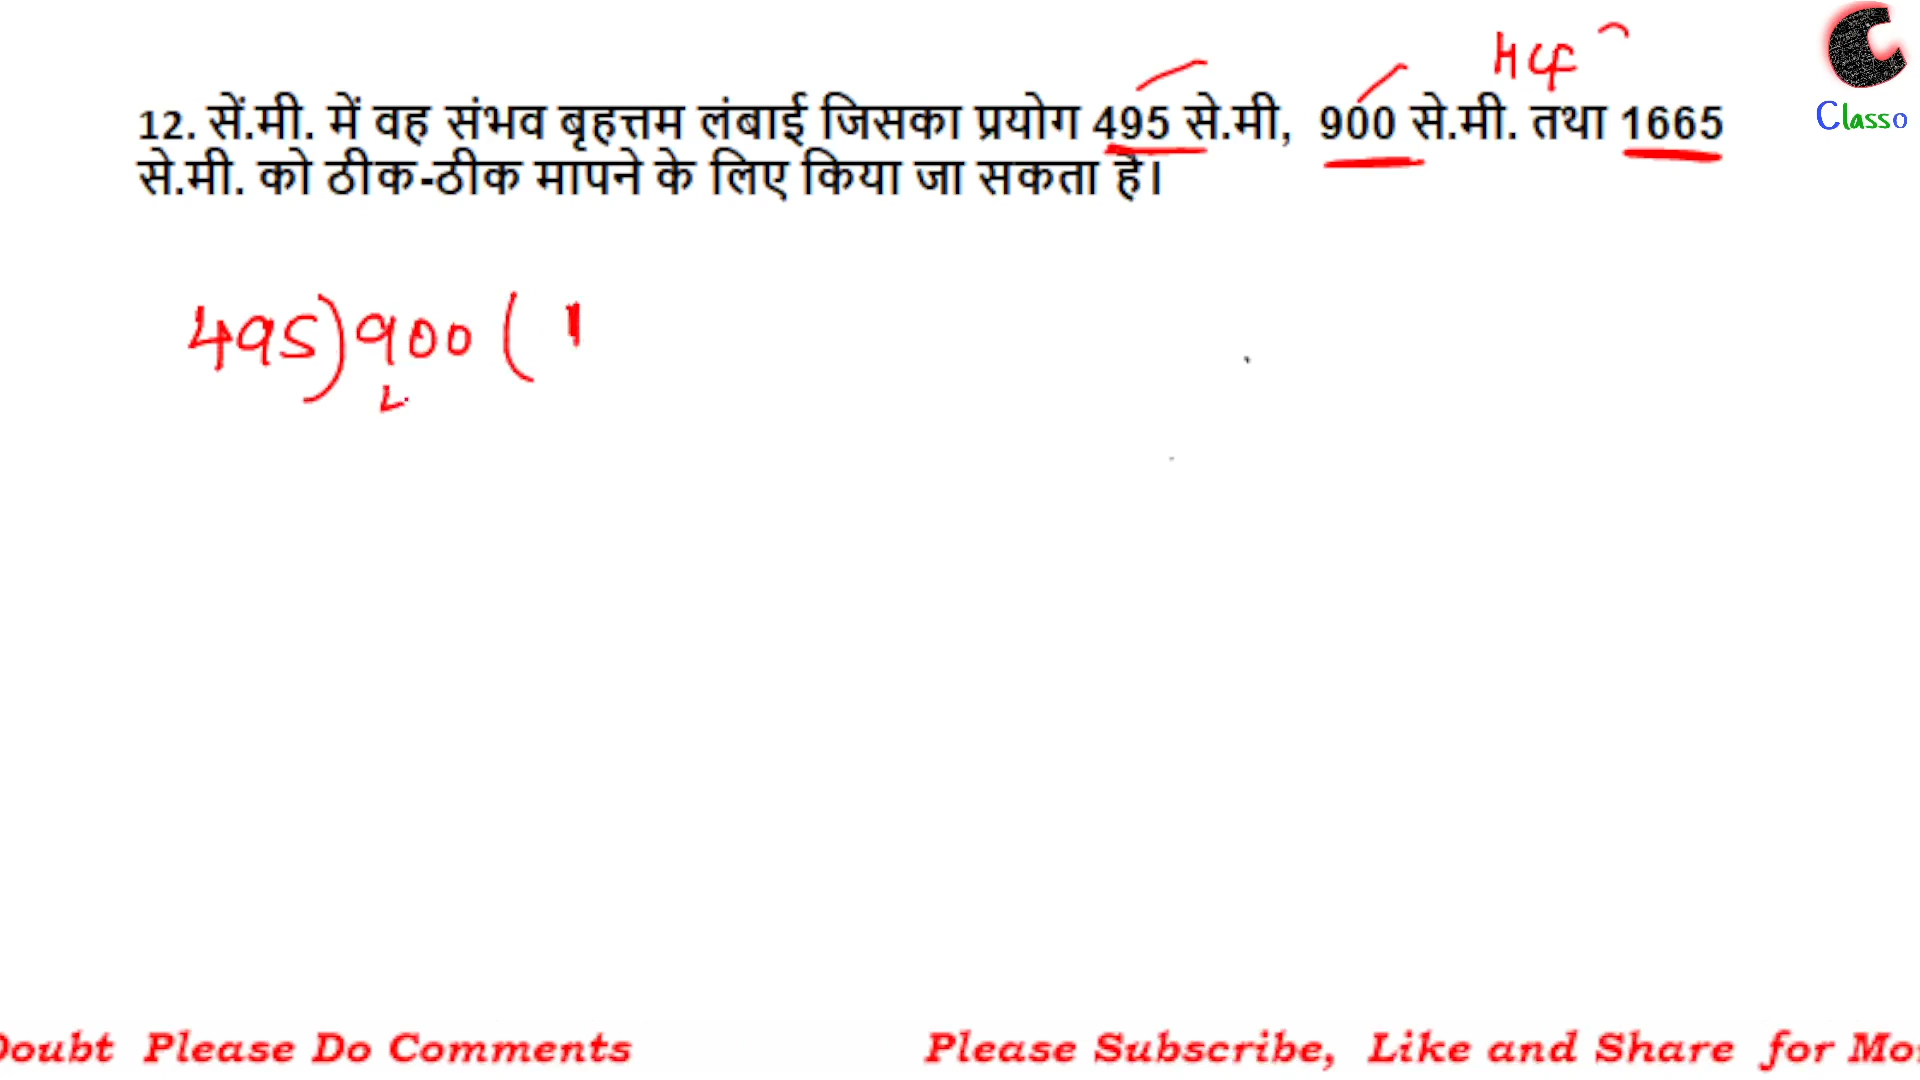 HCF
Classo
12. सें.मी. में वह संभव बृहत्तम लंबाई जिसका प्रयोग 495 से.मी, 900 से.मी. तथा 1665
से.मी. को ठीक-ठीक मापने के लिए किया जा सकता है।
495)900( 1
Doubt Please Do Comments Please Subscribe, Like and Share for Mo